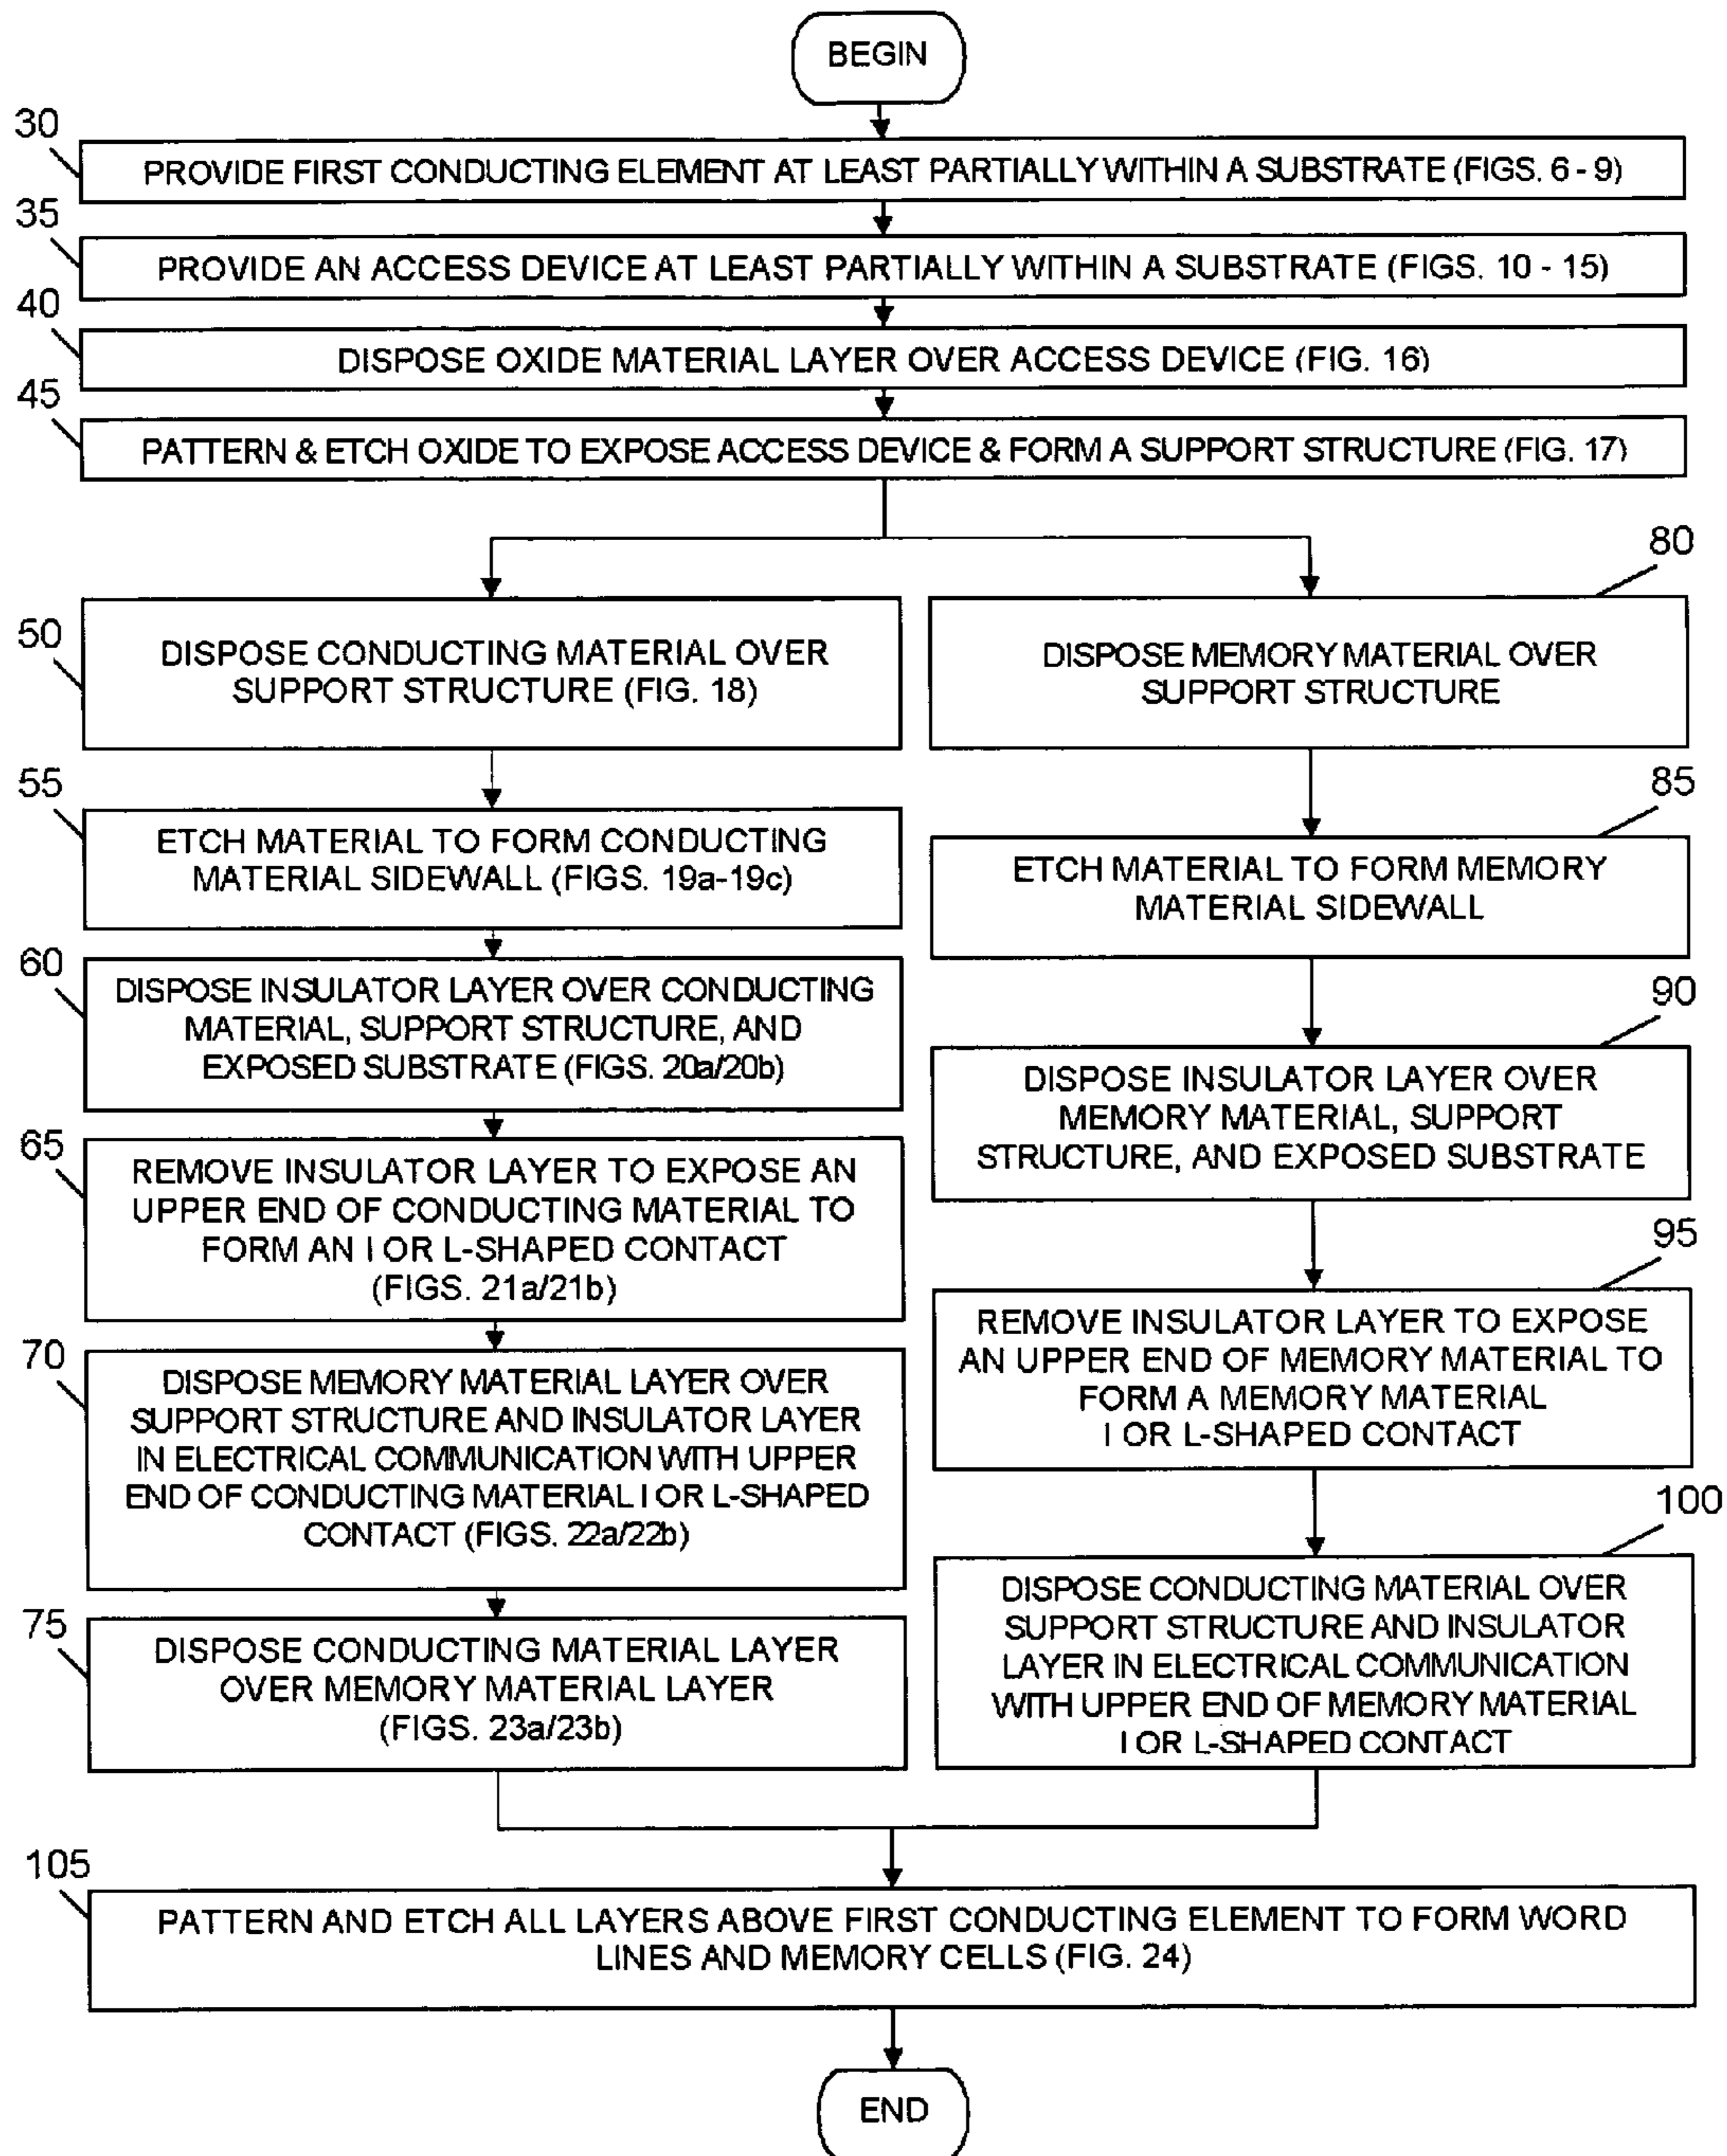 BEGIN
30
PROVIDE FIRST CONDUCTING ELEMENT AT LEAST PARTIALLY WITHIN A SUBSTRATE (FIGS. 6 - 9)
35
PROVIDE AN ACCESS DEVICE AT LEAST PARTIALLY WITHIN A SUBSTRATE (FIGS. 10 - 15)
40
DISPOSE OXIDE MATERIAL LAYER OVER ACCESS DEVICE (FIG. 16)
45
PATTERN & ETCH OXIDE TO EXPOSE ACCESS DEVICE & FORM A SUPPORT STRUCTURE (FIG. 17)
50
DISPOSE CONDUCTING MATERIAL OVER
SUPPORT STRUCTURE (FIG. 18)
55
ETCH MATERIAL TO FORM CONDUCTING
MATERIAL SIDEWALL (FIGS. 19a-19c)
60
DISPOSE INSULATOR LAYER OVER CONDUCTING
MATERIAL, SUPPORT STRUCTURE, AND
EXPOSED SUBSTRATE (FIGS. 20a/20b)
65
REMOVE INSULATOR LAYER TO EXPOSE AN
UPPER END OF CONDUCTING MATERIAL TO
FORM AN I OR L-SHAPED CONTACT
(FIGS. 21a/21b)
70
DISPOSE MEMORY MATERIAL LAYER OVER
SUPPORT STRUCTURE AND INSULATOR LAYER
IN ELECTRICAL COMMUNICATION WITH UPPER
END OF CONDUCTING MATERIAL I OR L-SHAPED
CONTACT (FIGS. 22a/22b)
75
DISPOSE CONDUCTING MATERIAL LAYER
OVER MEMORY MATERIAL LAYER
(FIGS. 23a/23b)
80
DISPOSE MEMORY MATERIAL OVER
SUPPORT STRUCTURE
85
ETCH MATERIAL TO FORM MEMORY
MATERIAL SIDEWALL
90
DISPOSE INSULATOR LAYER OVER
MEMORY MATERIAL, SUPPORT
STRUCTURE, AND EXPOSED SUBSTRATE
95
REMOVE INSULATOR LAYER TO EXPOSE
AN UPPER END OF MEMORY MATERIAL TO
FORM A MEMORY MATERIAL
I OR L-SHAPED CONTACT
100
DISPOSE CONDUCTING MATERIAL OVER
SUPPORT STRUCTURE AND INSULATOR
LAYER IN ELECTRICAL COMMUNICATION
WITH UPPER END OF MEMORY MATERIAL
I OR L-SHAPED CONTACT
105
PATTERN AND ETCH ALL LAYERS ABOVE FIRST CONDUCTING ELEMENT TO FORM WORD
LINES AND MEMORY CELLS (FIG. 24)
END